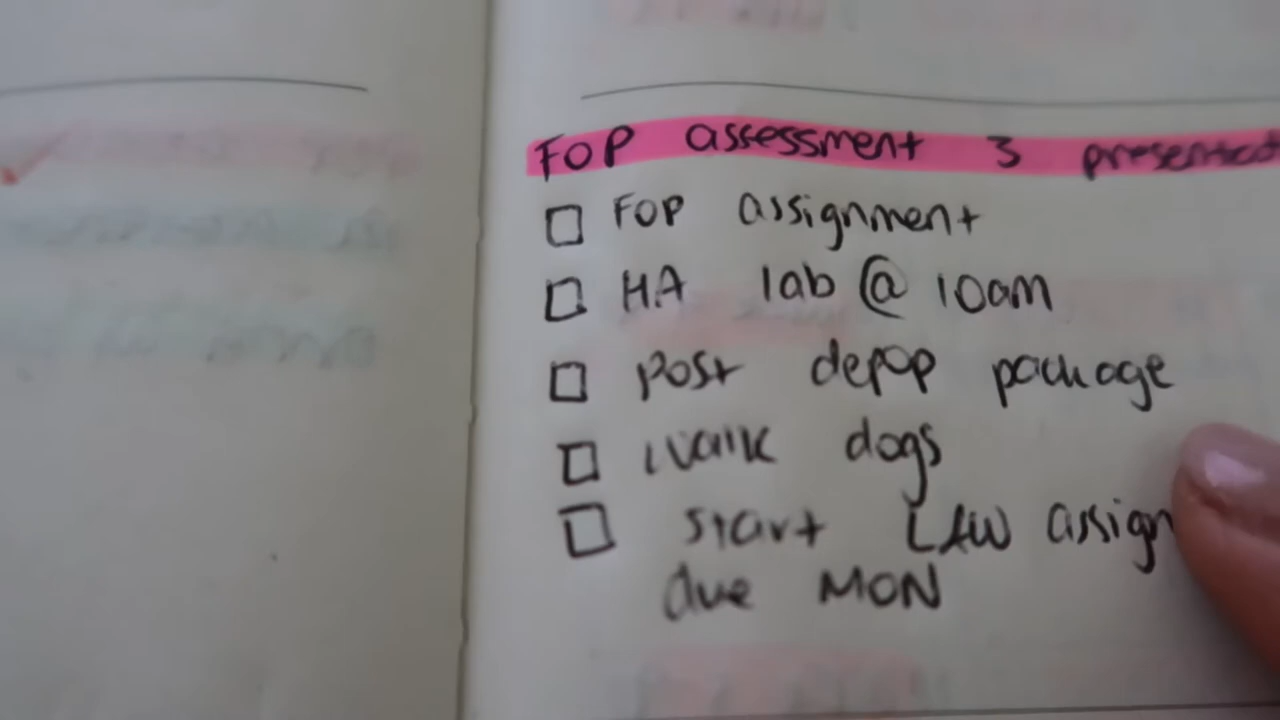 FOP assessment 3
FOP assignment
HA lab @ 10am
post depop package
walk dogs
start LAW assign
due MON